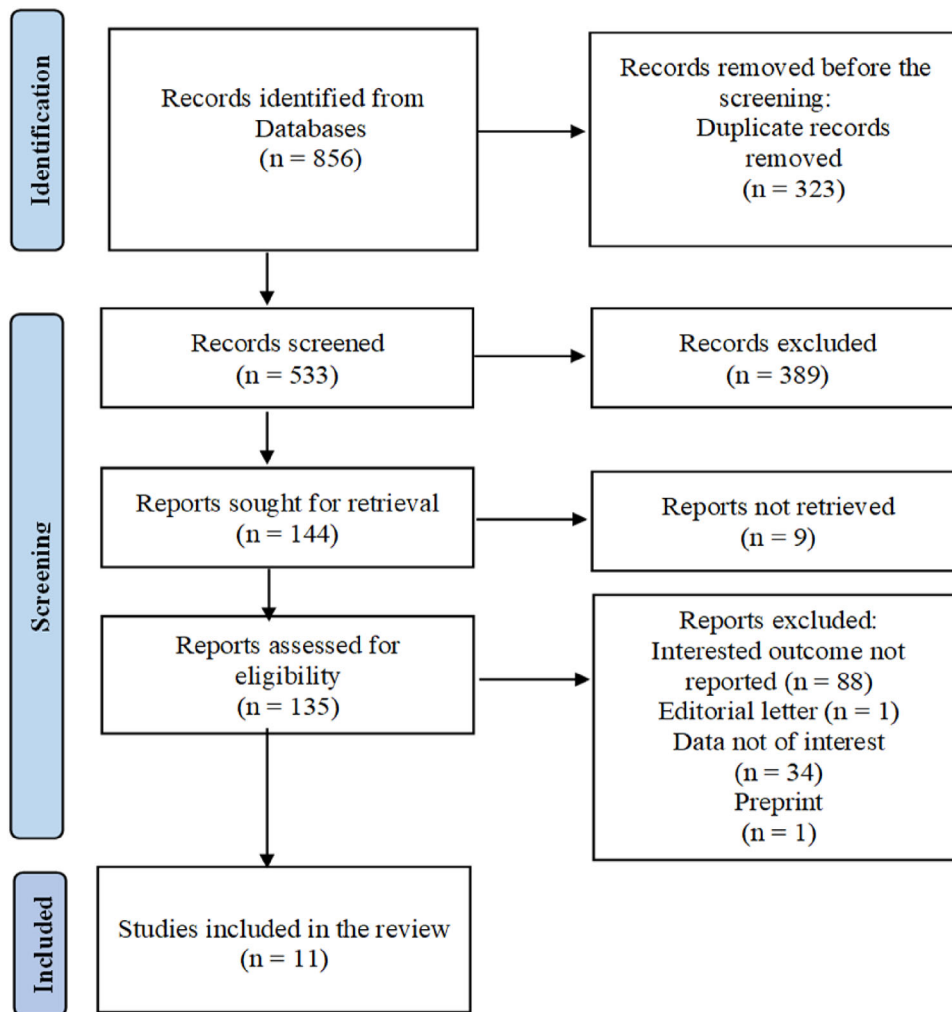 Identification
Records identified from
Databases
(n = 856)
Records removed before the
screening:
Duplicate records
removed
(n = 323)
Screening
Records screened
(n = 533)
Records excluded
(n = 389)
Reports sought for retrieval
(n = 144)
Reports not retrieved
(n = 9)
Reports assessed for
eligibility
(n = 135)
Reports excluded:
Interested outcome not
reported (n = 88)
Editorial letter (n = 1)
Data not of interest
(n = 34)
Preprint
(n = 1)
Included
Studies included in the review
(n = 11)